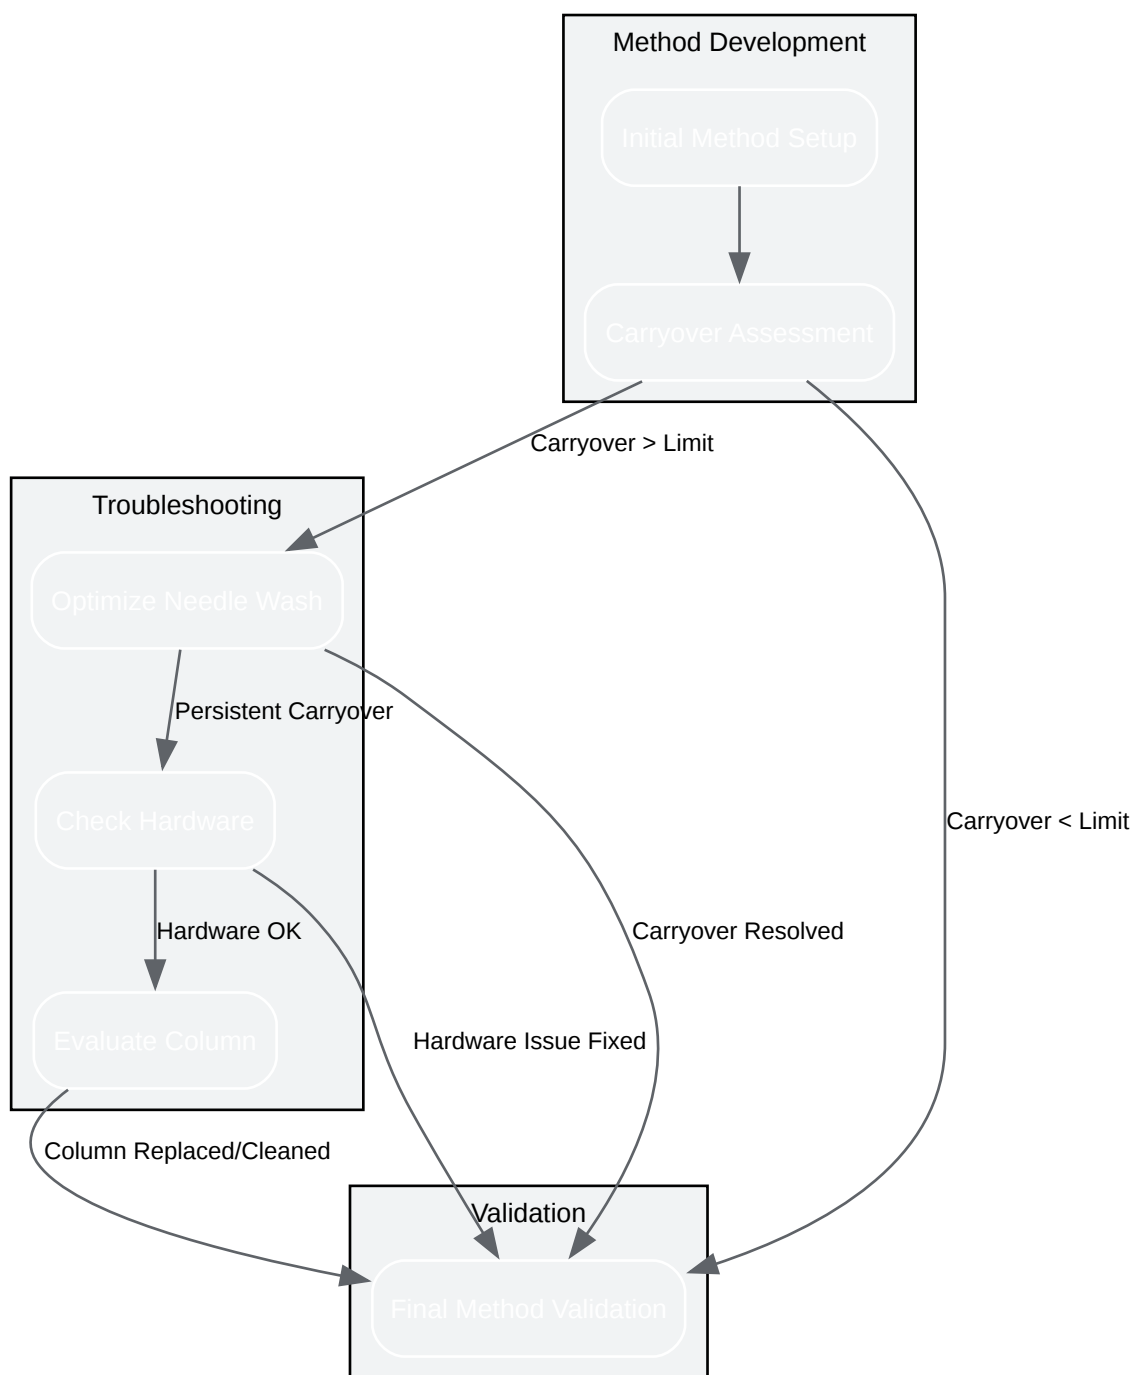 Method Development
Initial Method Setup
Carryover Assessment
Carryover > Limit
Troubleshooting
Optimize Needle Wash
Persistent Carryover
Check Hardware
Carryover < Limit
Hardware OK
Carryover Resolved
Evaluate Column
Hardware Issue Fixed
Column Replaced/Cleaned
Validation
Final Method Validation